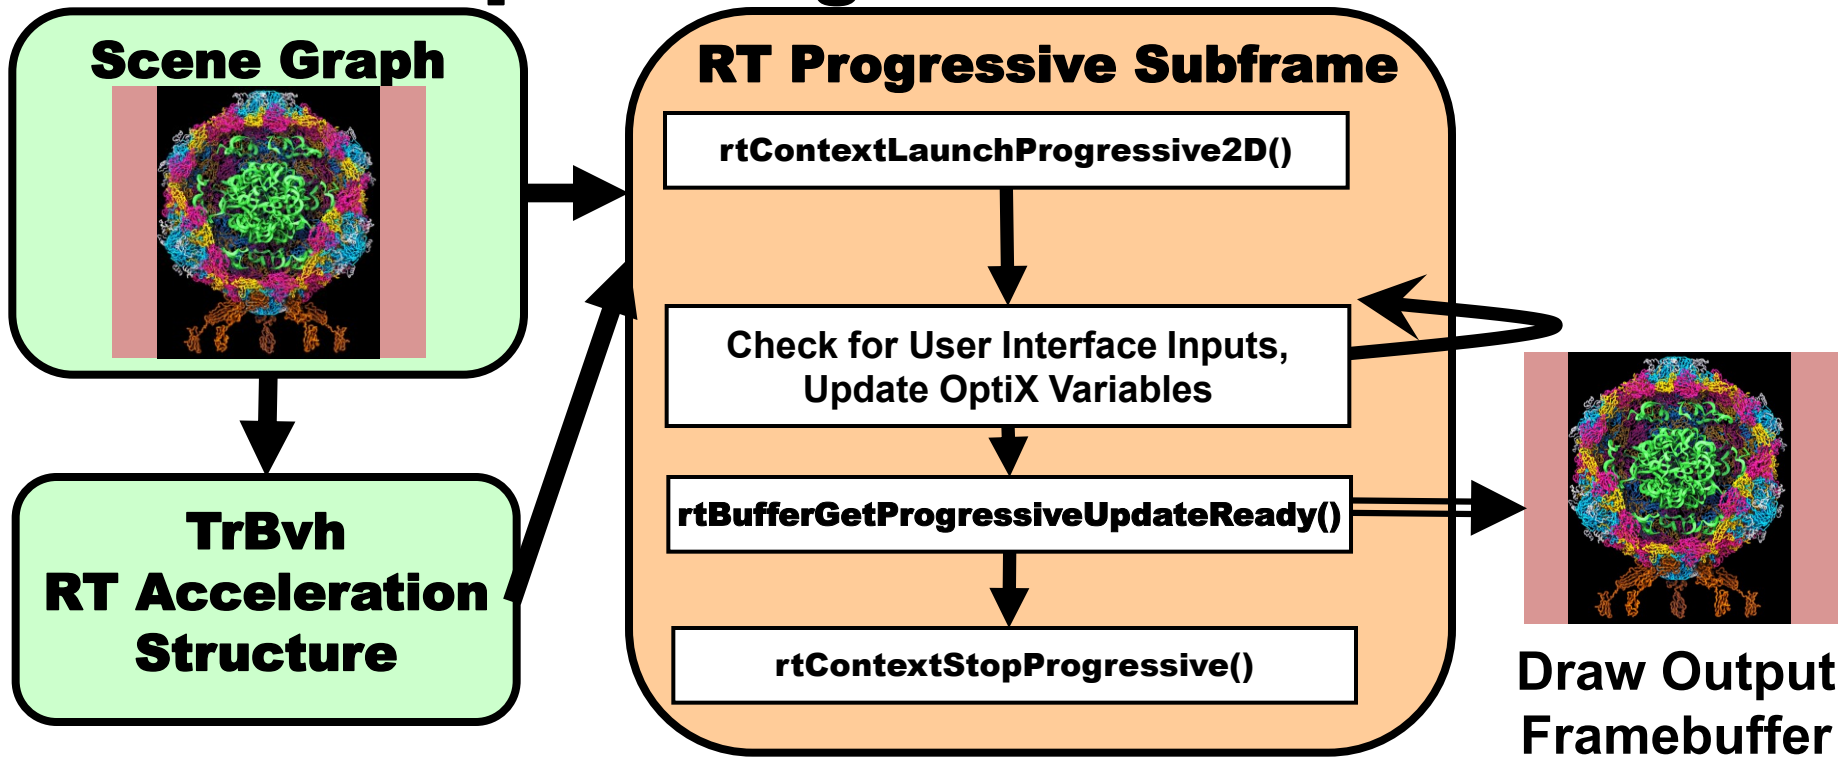 Scene Graph
RT Progressive Subframe
rtContextLaunchProgressive2D()
Check for User Interface Inputs,
Update OptiX Variables
TrBvh
RT Acceleration
Structure
rtBufferGetProgressiveUpdateReady()
rtContextStopProgressive()
Draw Output
Framebuffer